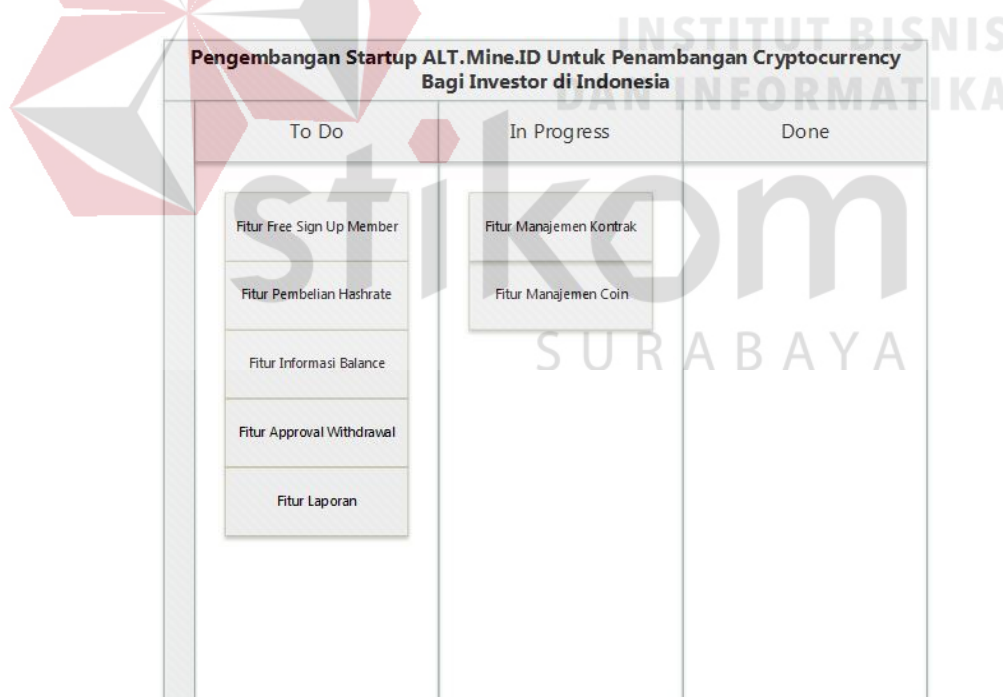 INSTITUT BISNIS
DAN INFORMATIKA
stikom
SURABAYA
Pengembangan Startup ALT.Mine.ID Untuk Penambangan Cryptocurrency
Bagi Investor di Indonesia
To Do
In Progress
Done
Fitur Free Sign Up Member
Fitur Pembelian Hashrate
Fitur Informasi Balance
Fitur Approval Withdrawal
Fitur Laporan
Fitur Manajemen Kontrak
Fitur Manajemen Coin